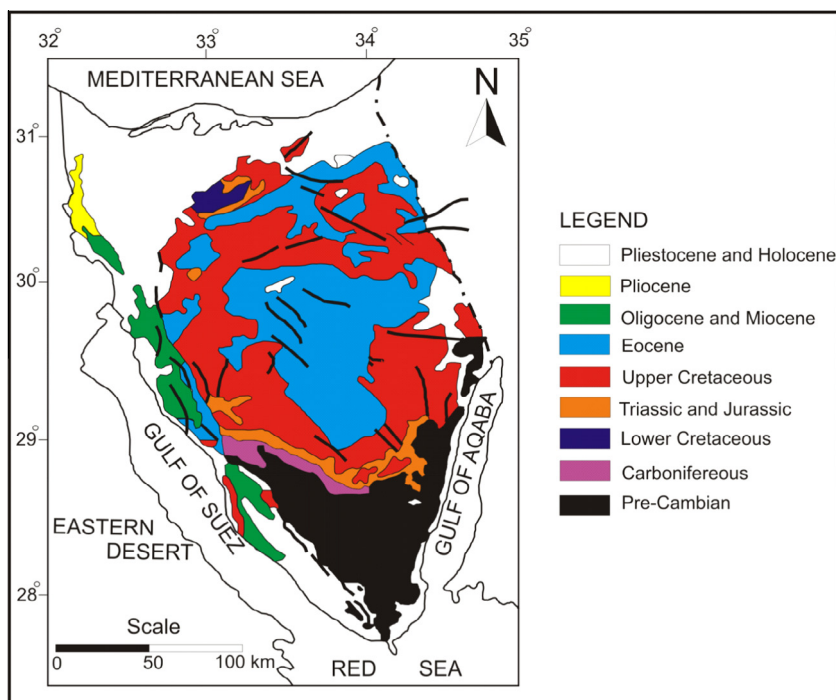 32°
33°
34°
35°
MEDITERRANEAN SEA
N
31°
30°
29°
28°
GULF OF SUEZ
GULF OF AQABA
EASTERN
DESERT
Scale
0 50 100 km
RED SEA
LEGEND
Pliestocene and Holocene
Pliocene
Oligocene and Miocene
Eocene
Upper Cretaceous
Triassic and Jurassic
Lower Cretaceous
Carbonifereous
Pre-Cambian